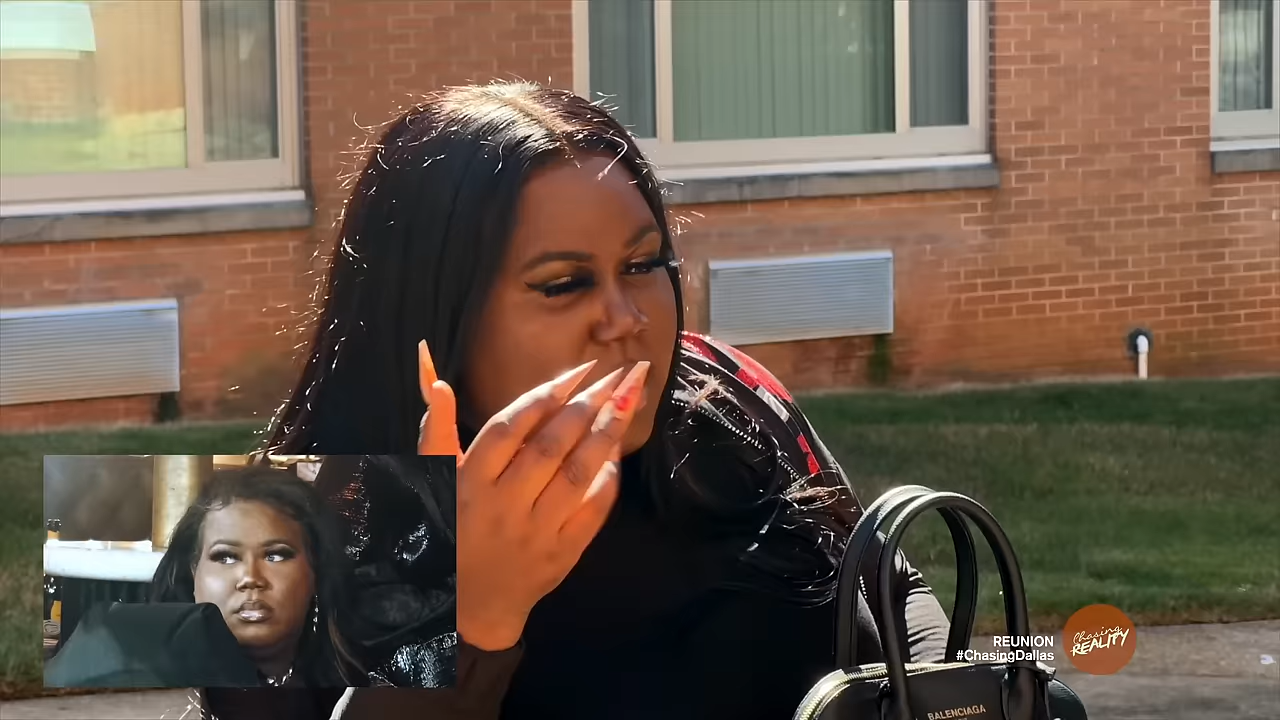 REUNION
#ChasingDallas
Chasing
REALITY
BALENCIAGA